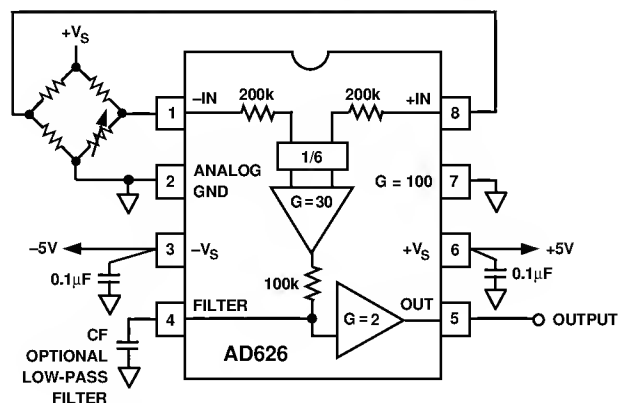 +VS
200k
200k
1
–IN
+IN
8
1/6
2
ANALOG
GND
G = 100
7
G = 30
–5V
3
–VS
+VS
6
+5V
0.1µF
100k
0.1µF
4
FILTER
OUT
5
OUTPUT
G = 2
CF
OPTIONAL
LOW-PASS
FILTER
AD626